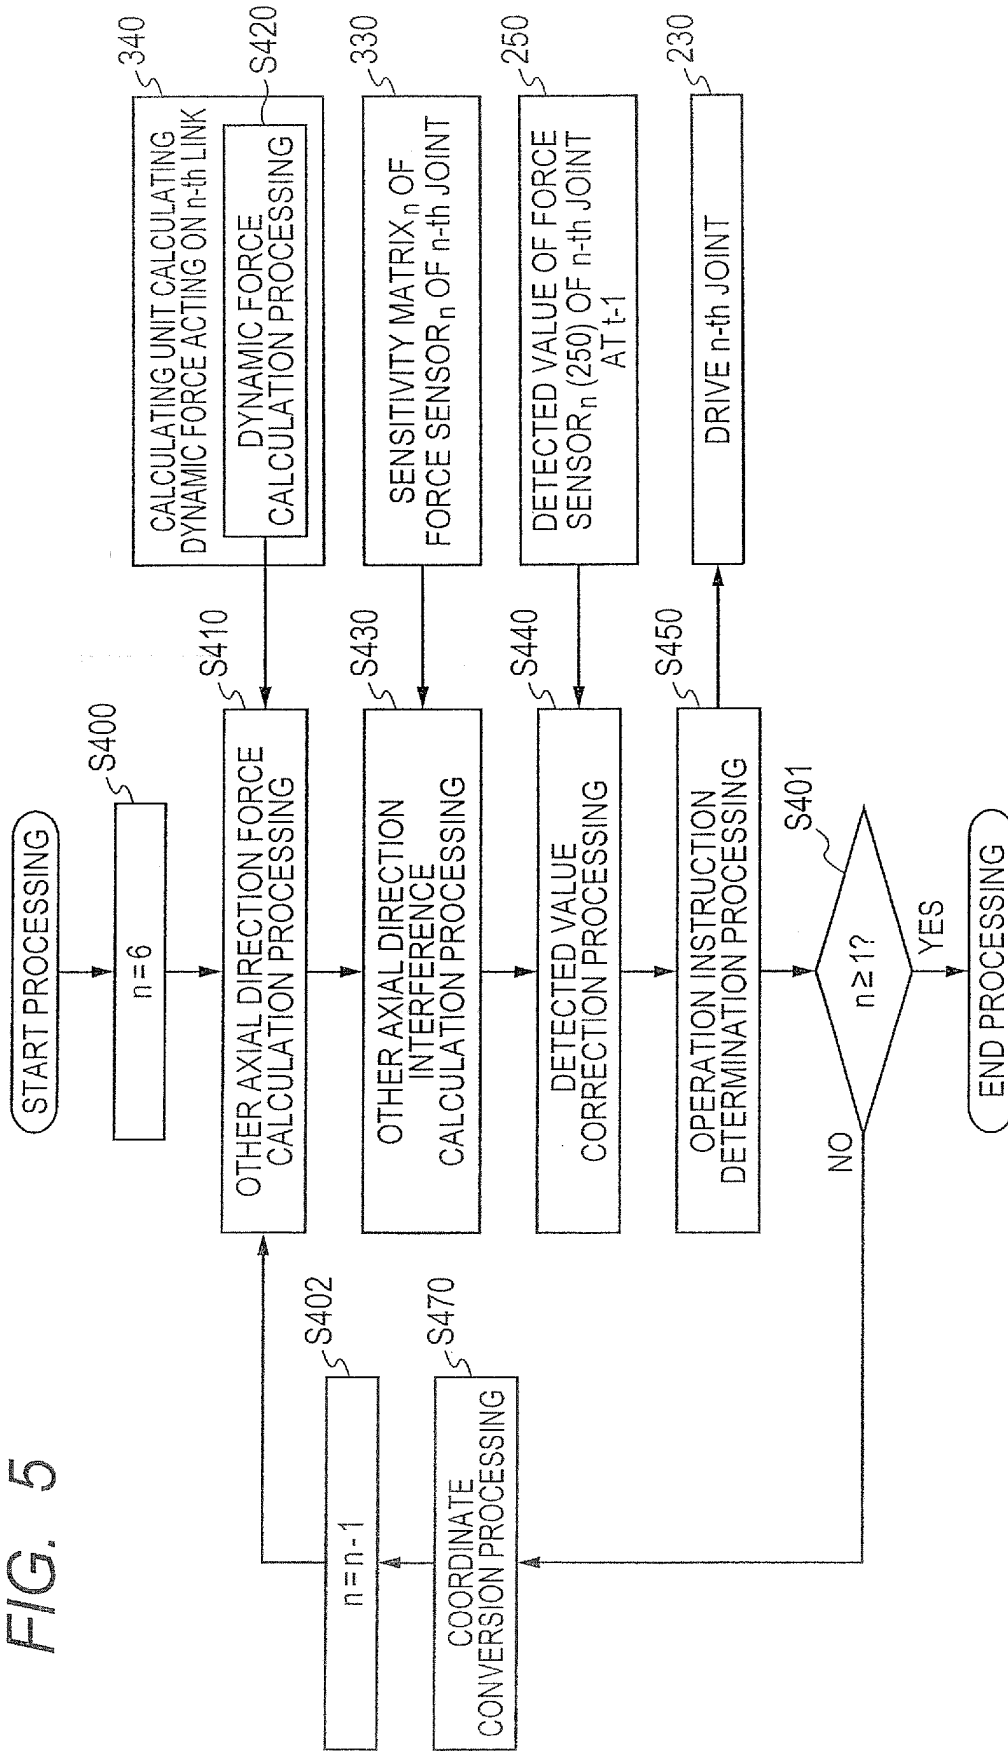 FIG. 5
START PROCESSING
S400
n=6
S410
OTHER AXIAL DIRECTION FORCE
CALCULATION PROCESSING
340
CALCULATING UNIT CALCULATING
DYNAMIC FORCE ACTING ON n-th LINK
S420
DYNAMIC FORCE
CALCULATION PROCESSING
S430
OTHER AXIAL DIRECTION
INTERFERENCE
CALCULATION PROCESSING
330
SENSITIVITY MATRIXn OF
FORCE SENSORn OF n-th JOINT
S440
DETECTED VALUE
CORRECTION PROCESSING
250
DETECTED VALUE OF FORCE
SENSORn (250) OF n-th JOINT
AT t-1
S450
OPERATION INSTRUCTION
DETERMINATION PROCESSING
230
DRIVE n-th JOINT
S401
n≥1?
NO
YES
S402
n=n-1
S470
COORDINATE
CONVERSION PROCESSING
END PROCESSING